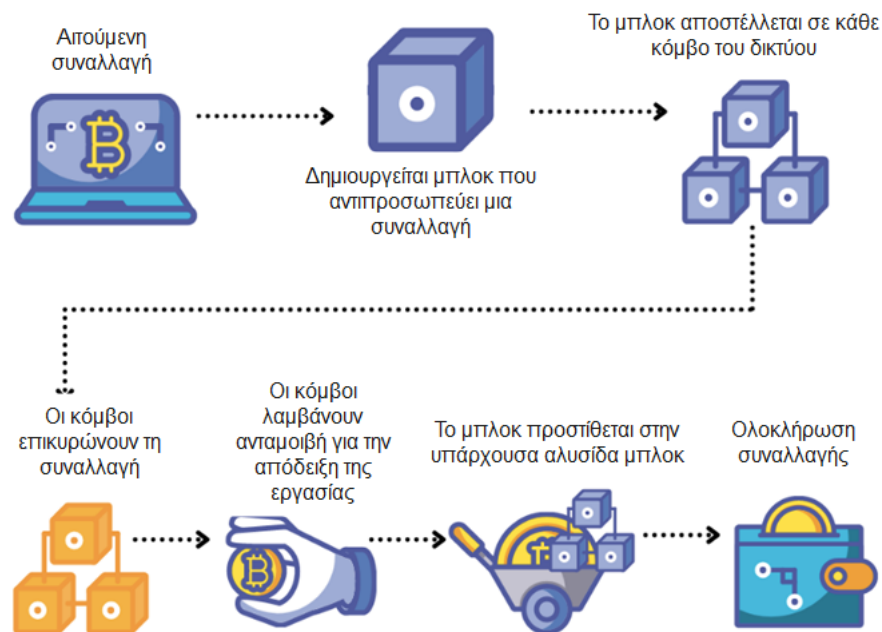 Αιτούμενη
συναλλαγή
Δημιουργείται μπλοκ που
αντιπροσωπεύει μια
συναλλαγή
Το μπλοκ αποστέλλεται σε κάθε
κόμβο του δικτύου
Οι κόμβοι
επικυρώνουν τη
συναλλαγή
Οι κόμβοι
λαμβάνουν
ανταμοιβή για την
απόδειξη της
εργασίας
Το μπλοκ προστίθεται στην
υπάρχουσα αλυσίδα μπλοκ
Ολοκλήρωση
συναλλαγής